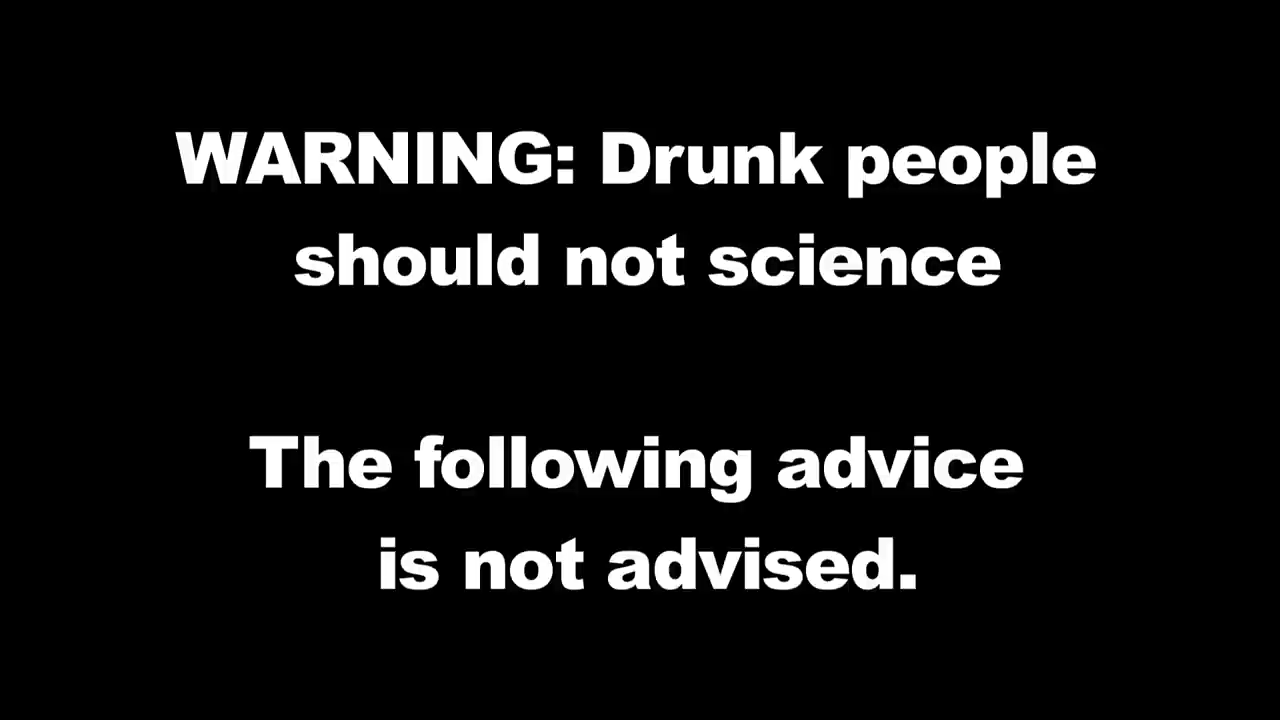 WARNING: Drunk people
should not science
The following advice
is not advised.